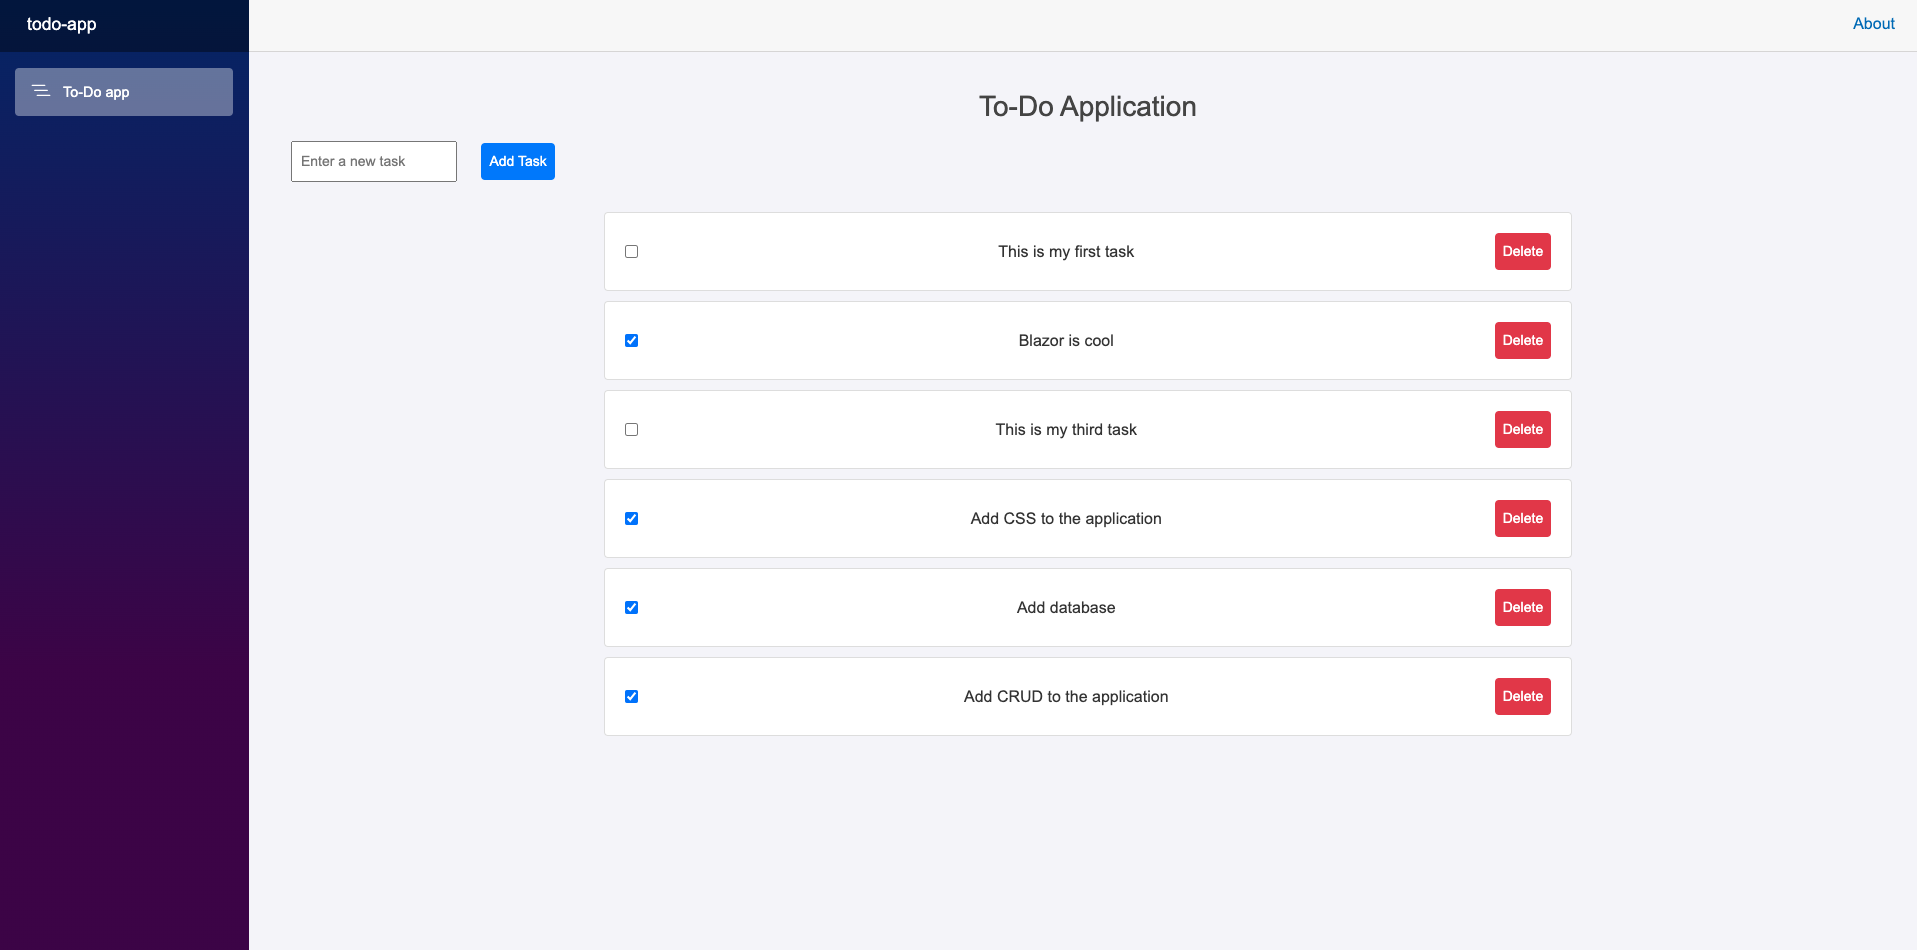 todo-app
About
To-Do app
To-Do Application
Enter a new task
Add Task
This is my first task
Delete
Blazor is cool
Delete
This is my third task
Delete
Add CSS to the application
Delete
Add database
Delete
Add CRUD to the application
Delete